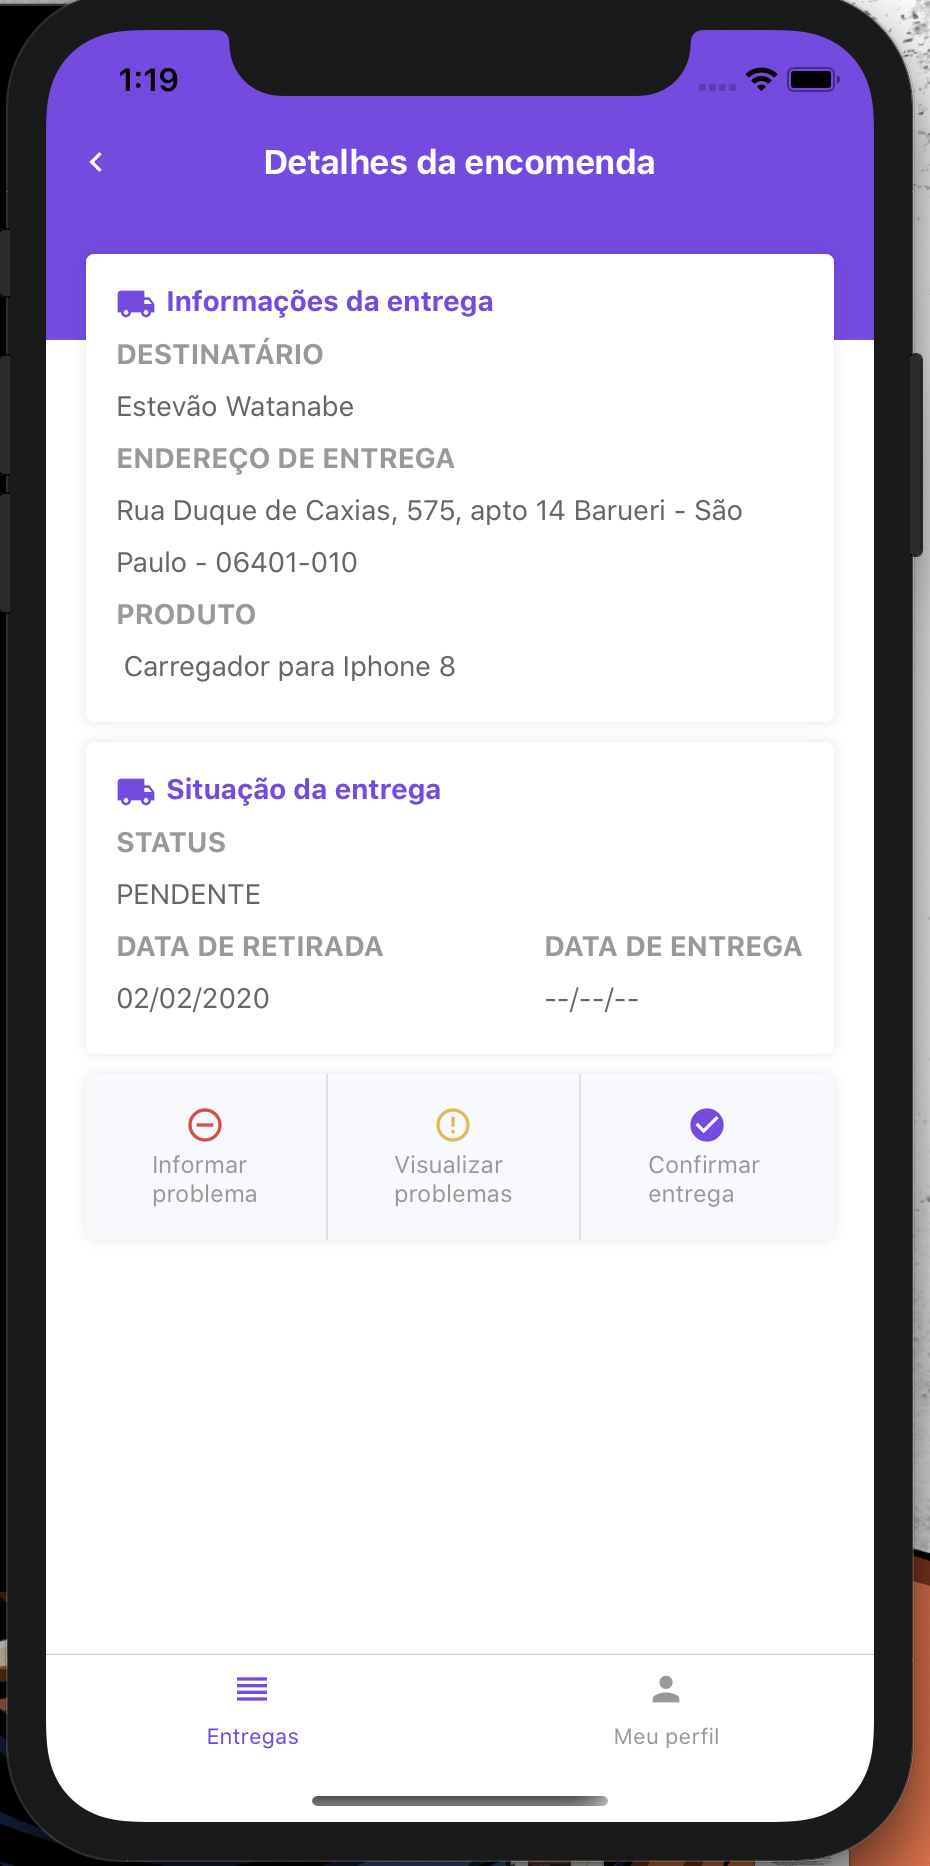 1:19
Detalhes da encomenda
Informações da entrega
DESTINATÁRIO
Estevão Watanabe
ENDEREÇO DE ENTREGA
Rua Duque de Caxias, 575, apto 14 Barueri - São
Paulo - 06401-010
PRODUTO
Carregador para Iphone 8
Situação da entrega
STATUS
PENDENTE
DATA DE RETIRADA DATA DE ENTREGA
02/02/2020 --/--/--
Informar
problema
Visualizar
problemas
Confirmar
entrega
Entregas
Meu perfil